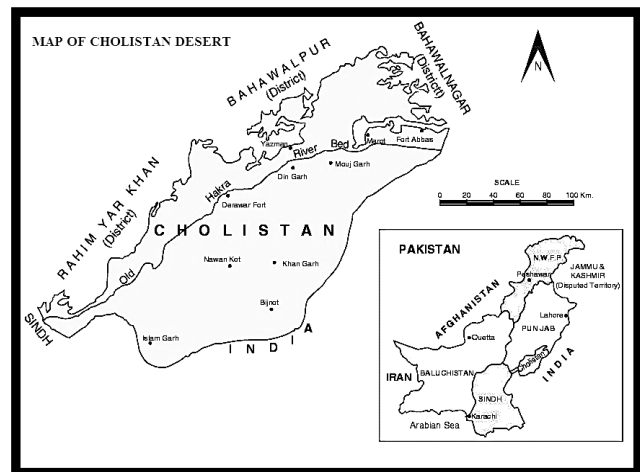 MAP OF CHOLISTAN DESERT
N
BAHAWALPUR
(District)
BAHAWALNAGAR
(Districtt)
RAHIM YAR KHAN
(District)
SINDH
Yazman
Marot
Fort Abbas
Old Hakra River Bed
Din Garh
Mouj Garh
Derawar Fort
CHOLISTAN
Nawan Kot
Khan Garh
Bijnot
Islam Garh
INDIA
SCALE
0 20 40 60 80 100 Km.
PAKISTAN
N.W.F.P
Peshawar
JAMMU &
KASHMIR
(Disputed Territory)
AFGHANISTAN
Lahore
PUNJAB
Quetta
Cholistan
INDIA
IRAN
BALUCHISTAN
SINDH
Karachi
Arabian Sea